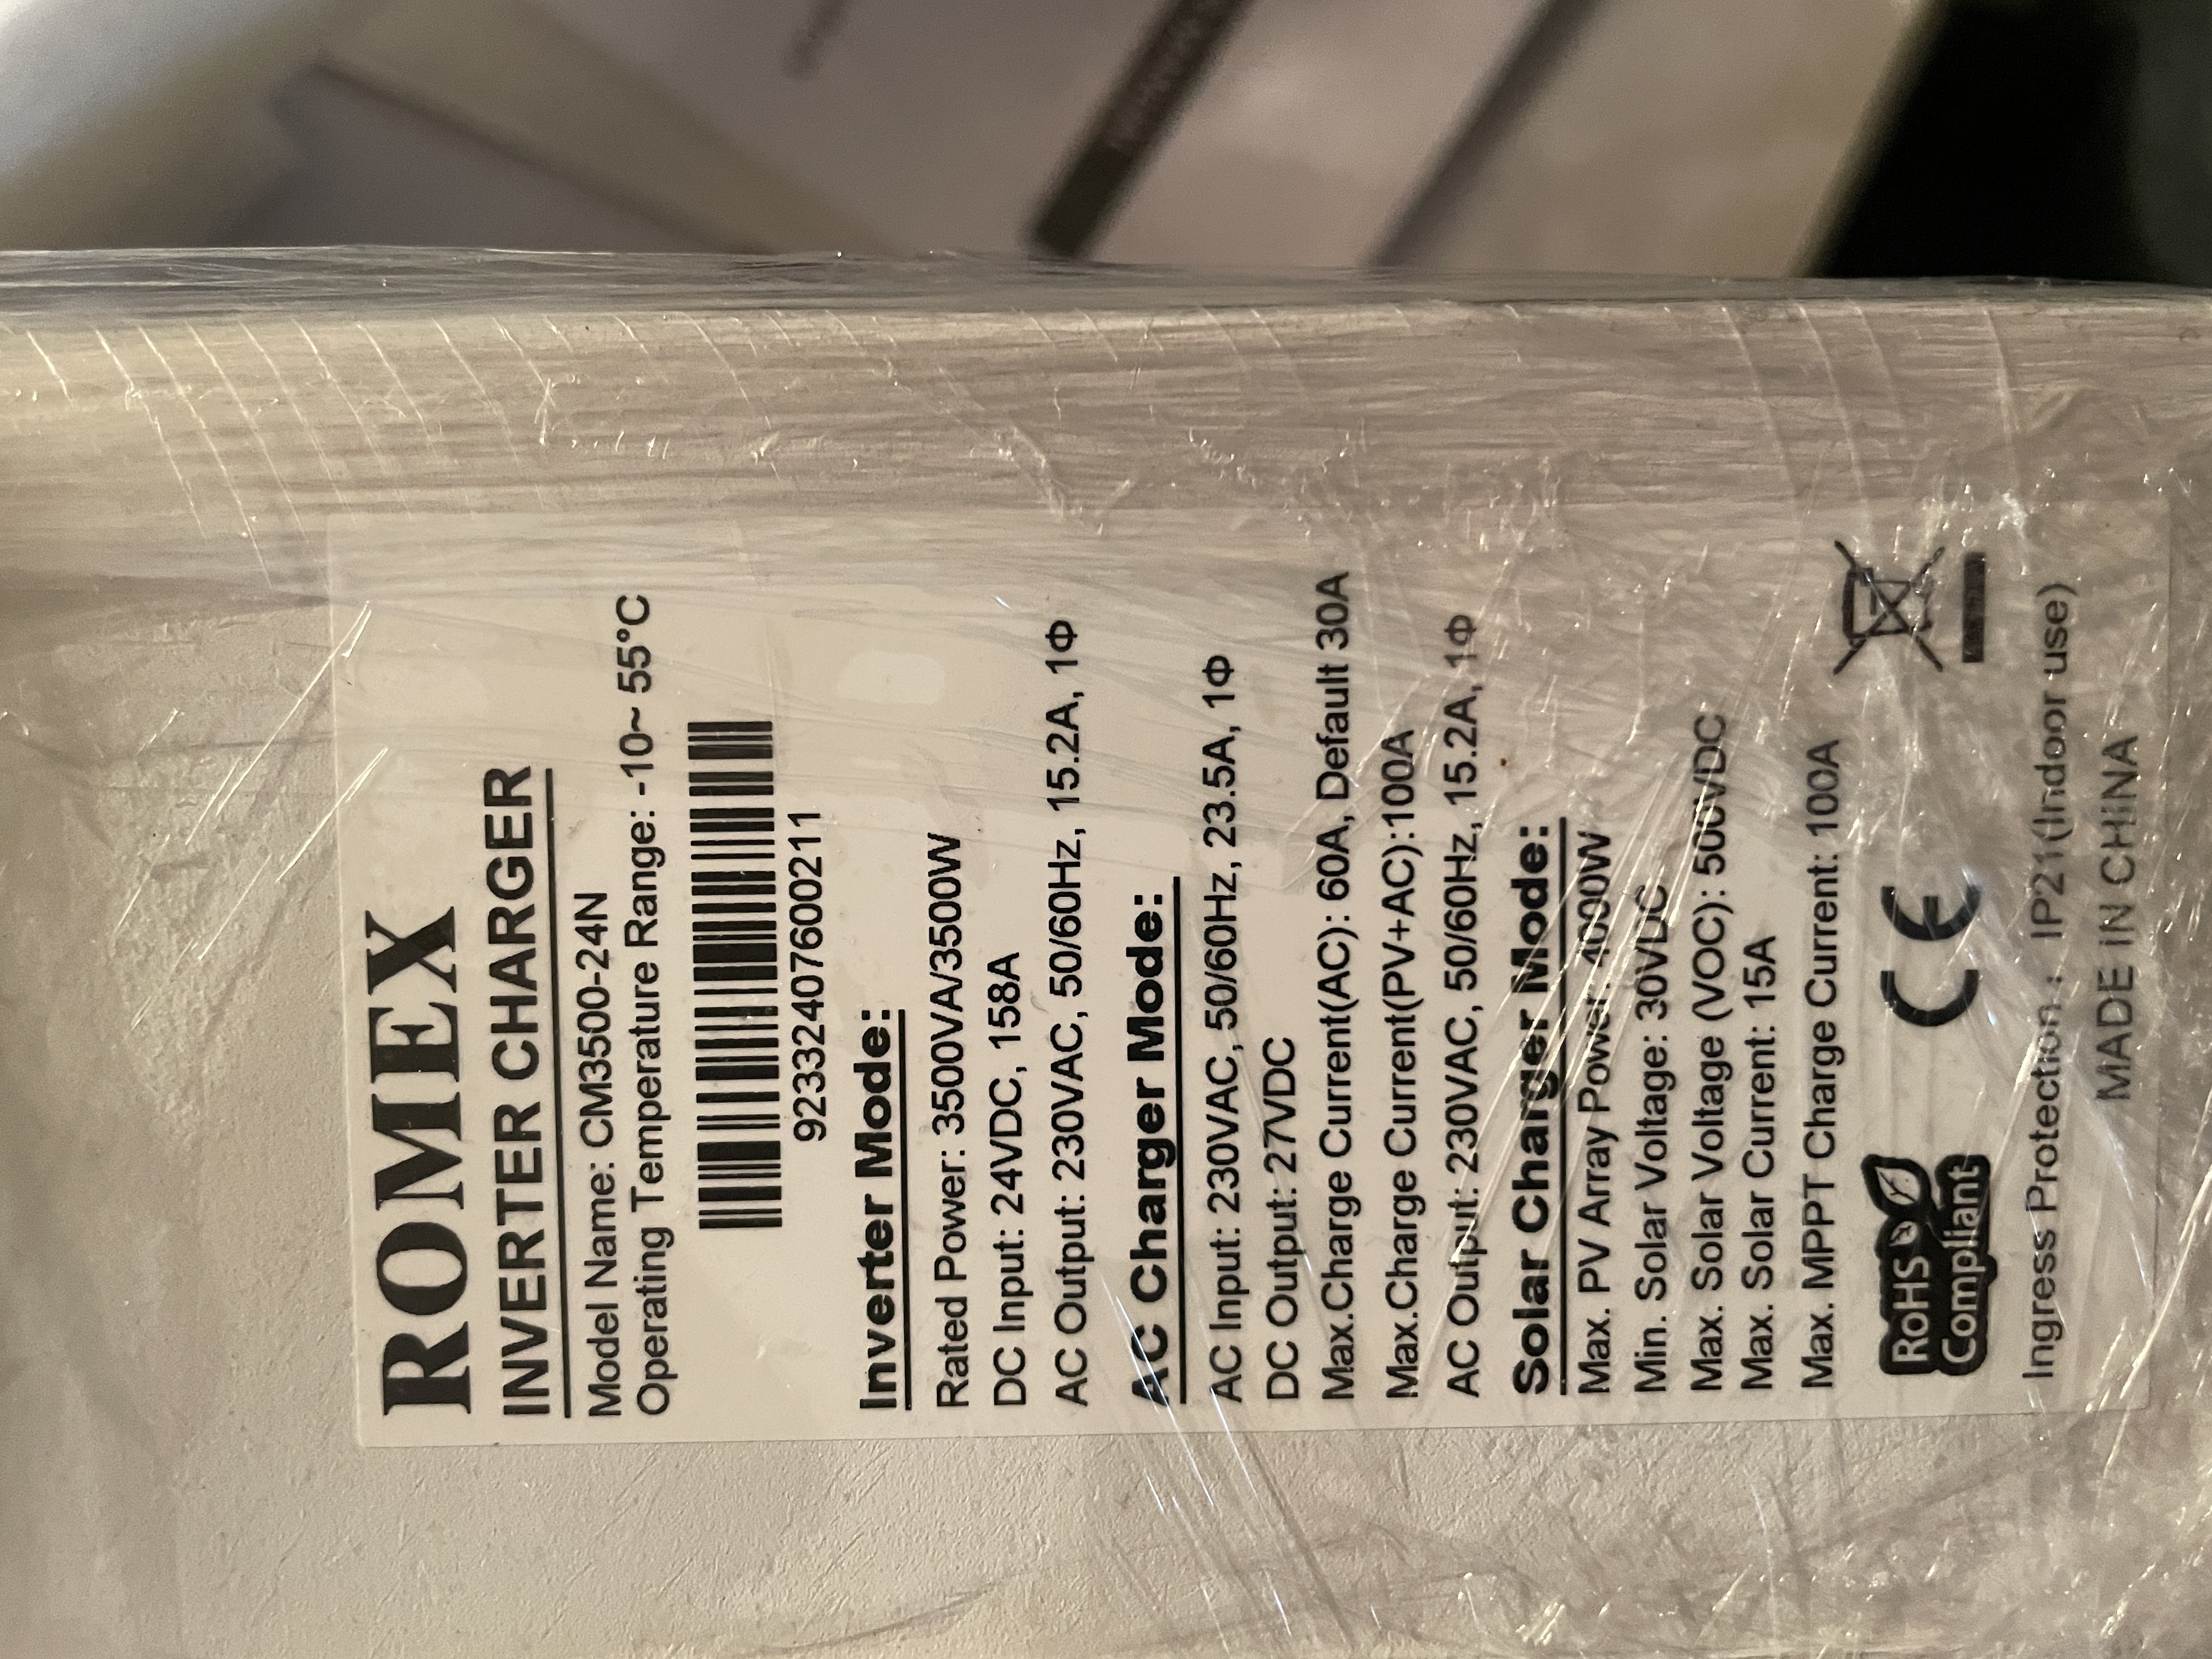 ROMEX
INVERTER CHARGER
Model Name: CM3500-24N
Operating Temperature Range: -10~ 55°C
92332407600211
Inverter Mode:
Rated Power: 3500VA/3500W
DC Input: 24VDC, 158A
AC Output: 230VAC, 50/60Hz, 15.2A, 1Φ
AC Charger Mode:
AC Input: 230VAC, 50/60Hz, 23.5A, 1Φ
DC Output: 27VDC
Max.Charge Current(AC): 60A, Default 30A
Max.Charge Current(PV+AC):100A
AC Output: 230VAC, 50/60Hz, 15.2A, 1Φ
Solar Charger Mode:
Max. PV Array Power: 4000W
Min. Solar Voltage: 30VDC
Max. Solar Voltage (VOC): 500VDC
Max. Solar Current: 15A
Max. MPPT Charge Current: 100A
RoHS
Compliant
CE
Ingress Protection : IP21(Indoor use)
MADE IN CHINA